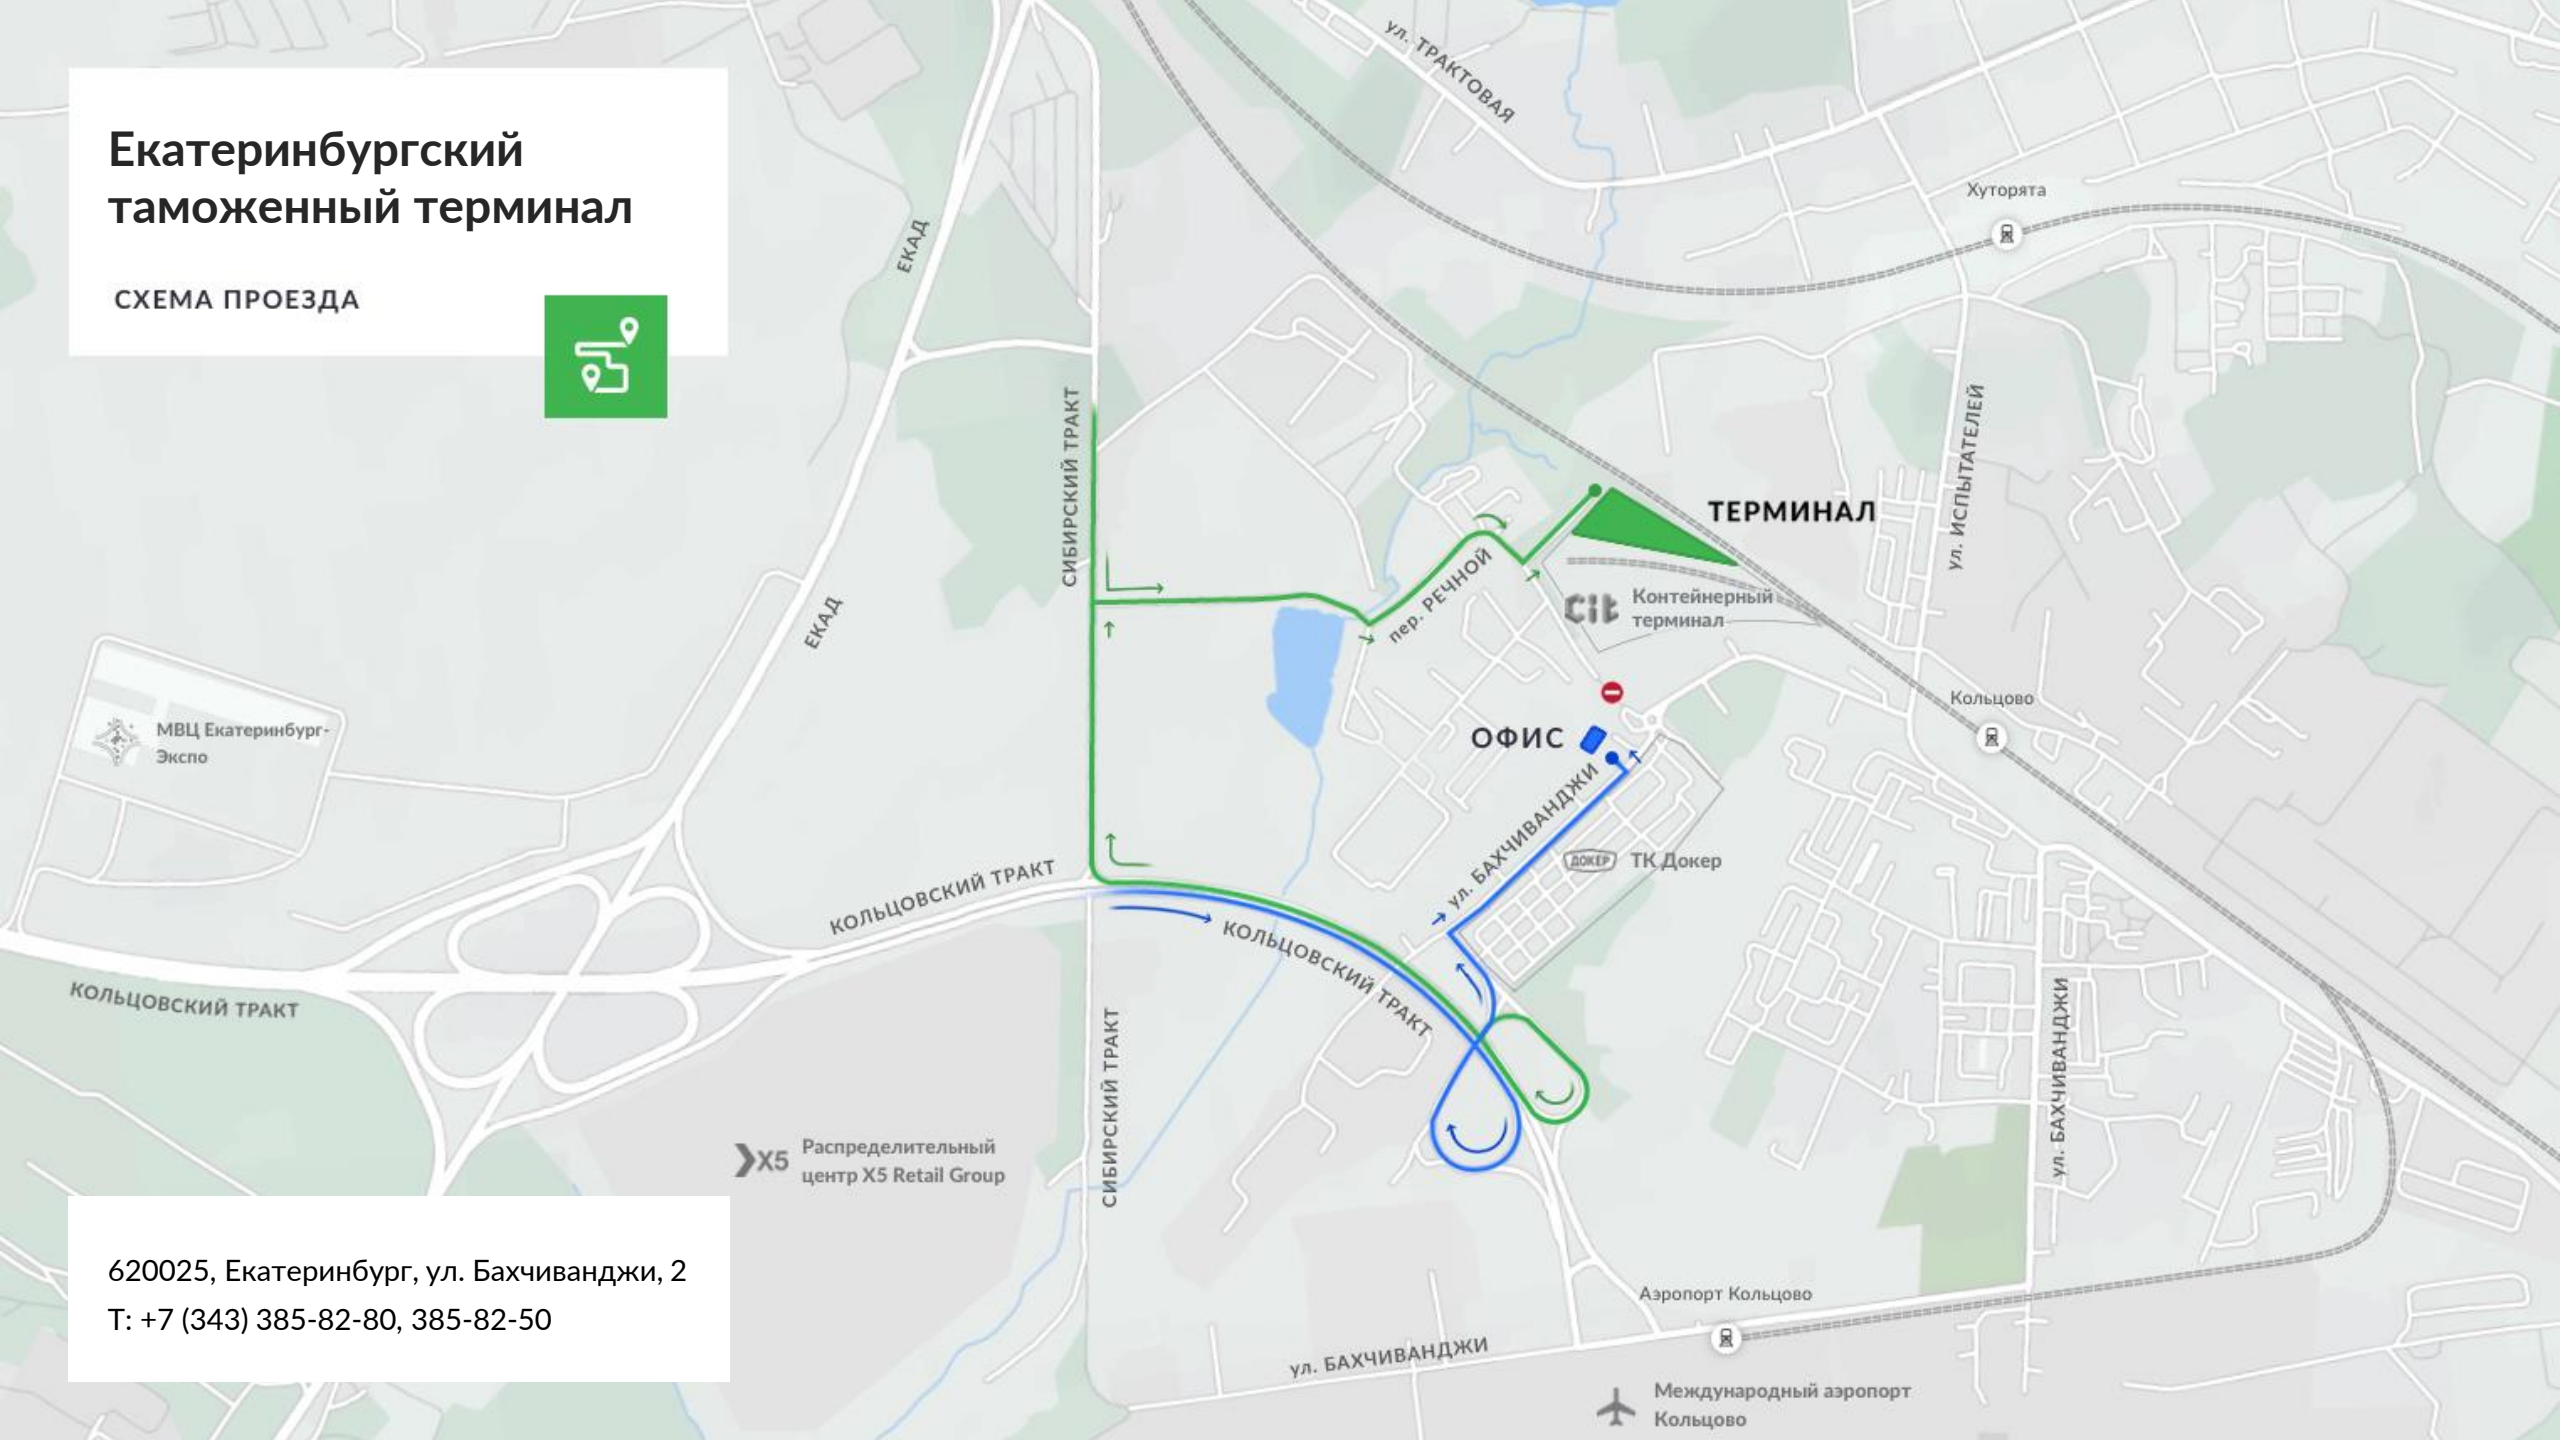 Екатеринбургский
таможенный терминал
СХЕМА ПРОЕЗДА
ул. ТРАКТОВАЯ
Хуторята
ЕКАД
СИБИРСКИЙ ТРАКТ
ул. ИСПЫТАТЕЛЕЙ
ТЕРМИНАЛ
пер. РЕЧНОЙ
cit
Контейнерный
терминал
ЕКАД
Кольцово
МВЦ Екатеринбург-
Экспо
ОФИС
ул. БАХЧИВАНДЖИ
ДОКЕР
ТК Докер
КОЛЬЦОВСКИЙ ТРАКТ
КОЛЬЦОВСКИЙ ТРАКТ
КОЛЬЦОВСКИЙ ТРАКТ
СИБИРСКИЙ ТРАКТ
ул. БАХЧИВАНДЖИ
X5
Распределительный
центр X5 Retail Group
620025, Екатеринбург, ул. Бахчиванджи, 2
Т: +7 (343) 385-82-80, 385-82-50
Аэропорт Кольцово
ул. БАХЧИВАНДЖИ
Международный аэропорт
Кольцово